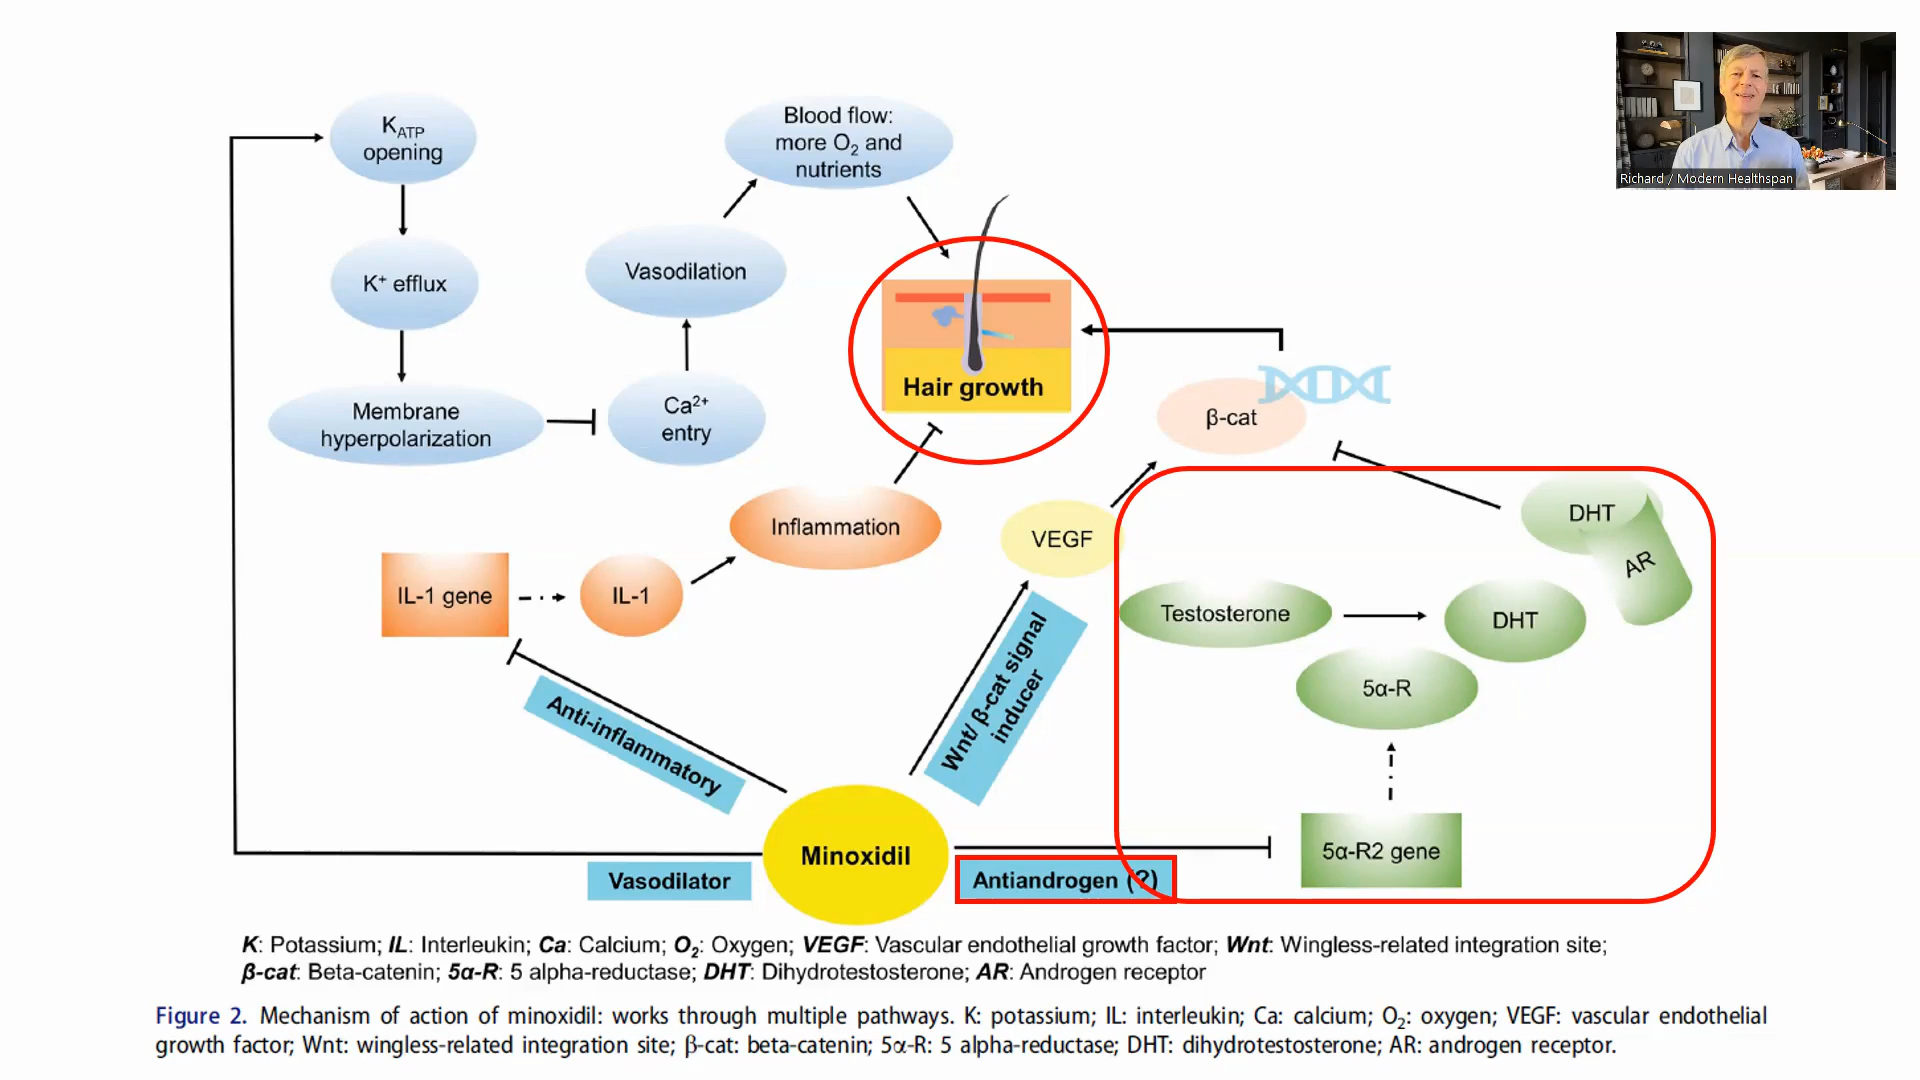 K_ATP
opening
K⁺ efflux
Membrane
hyperpolarization
Ca²⁺
entry
Vasodilation
Blood flow:
more O₂ and
nutrients
Hair growth
Richard / Modern Healthspan
β-cat
DHT
AR
VEGF
Inflammation
IL-1 gene
IL-1
Testosterone
DHT
5α-R
5α-R2 gene
Anti-inflammatory
Wnt/ β-cat signal
inducer
Minoxidil
Vasodilator
Antiandrogen (?)
K: Potassium; IL: Interleukin; Ca: Calcium; O₂: Oxygen; VEGF: Vascular endothelial growth factor; Wnt: Wingless-related integration site;
β-cat: Beta-catenin; 5α-R: 5 alpha-reductase; DHT: Dihydrotestosterone; AR: Androgen receptor
Figure 2. Mechanism of action of minoxidil: works through multiple pathways. K: potassium; IL: interleukin; Ca: calcium; O₂: oxygen; VEGF: vascular endothelial
growth factor; Wnt: wingless-related integration site; β-cat: beta-catenin; 5α-R: 5 alpha-reductase; DHT: dihydrotestosterone; AR: androgen receptor.